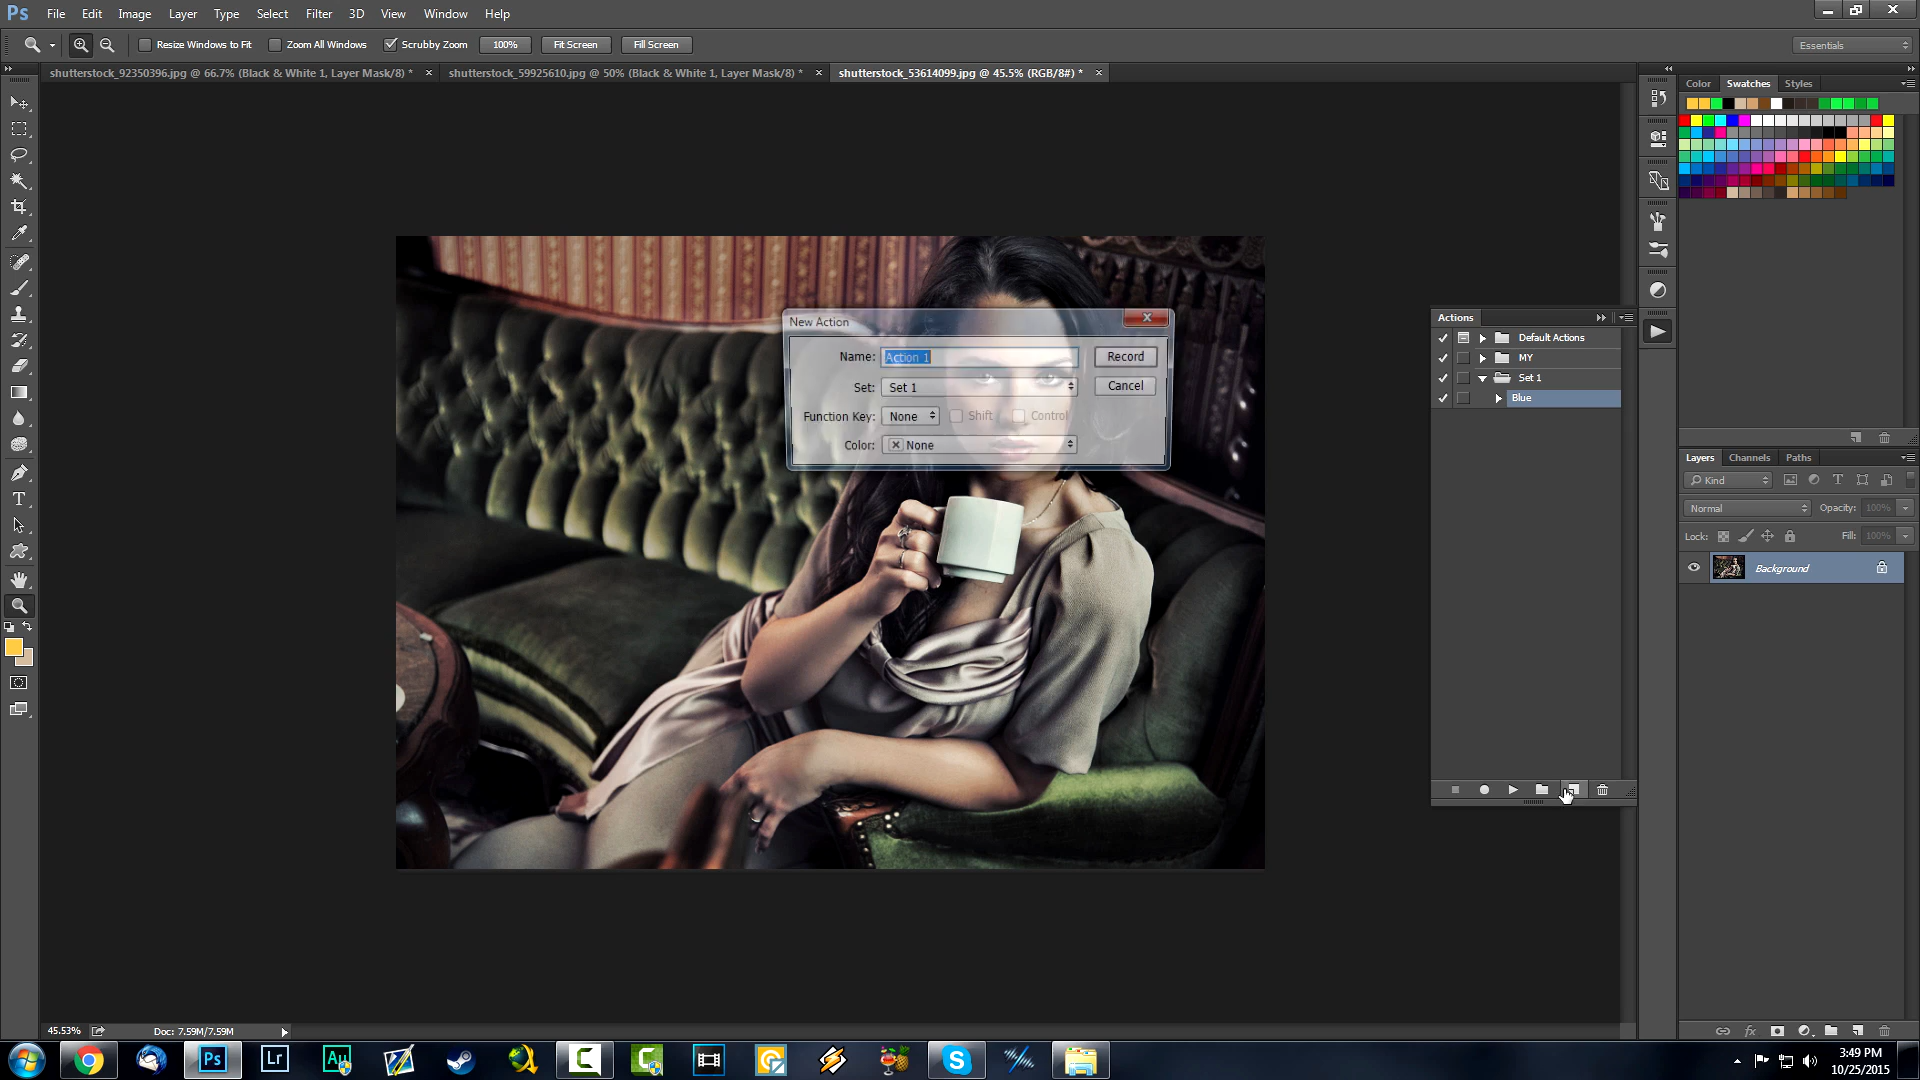 Ps File Edit Image Layer Type Select Filter 3D View Window Help
Resize Windows to Fit Zoom All Windows Scrubby Zoom 100% Fit Screen Fill Screen Essentials
shutterstock_92350396.jpg @ 66.7% (Black & White 1, Layer Mask/8) * × shutterstock_59925610.jpg @ 50% (Black & White 1, Layer Mask/8) * × shutterstock_53614099.jpg @ 45.5% (RGB/8#) * ×
Color Swatches Styles
New Action
Name: Action 1 Record
Set: Set 1 Cancel
Function Key: None Shift Control
Color: None
Actions
Default Actions
MY
Set 1
Blue
Layers Channels Paths
Kind
Normal Opacity: 100%
Lock: Fill: 100%
Background
fx
45.53% Doc: 7.59M/7.59M
Ps Lr Au
3:49 PM
10/25/2015